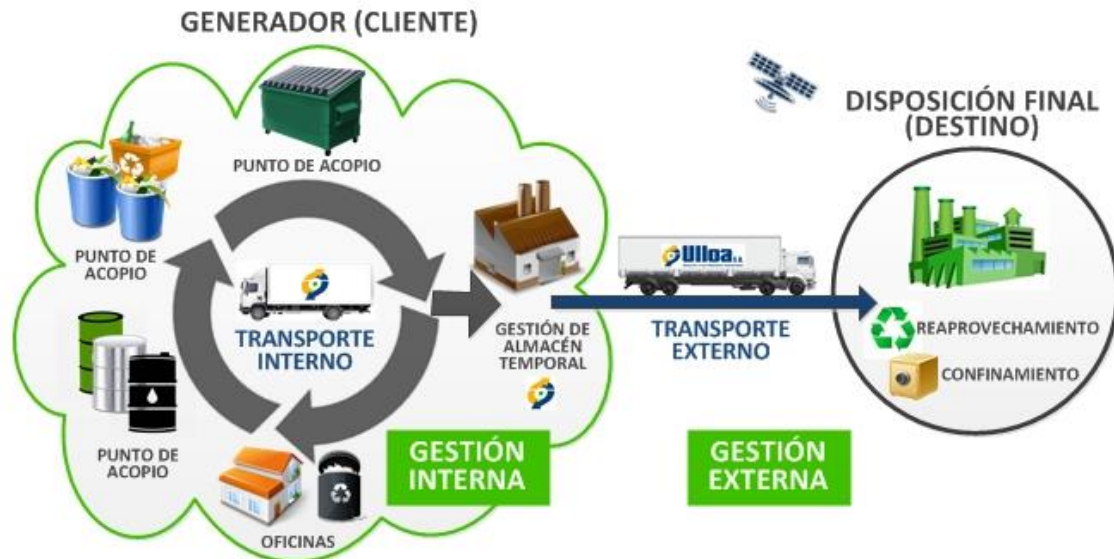 GENERADOR (CLIENTE)
PUNTO DE ACOPIO
PUNTO DE
ACOPIO
PUNTO DE
ACOPIO
OFICINAS
TRANSPORTE
INTERNO
GESTIÓN DE
ALMACÉN
TEMPORAL
GESTIÓN
INTERNA
Ulloa S.A.
TRANSPORTE
EXTERNO
GESTIÓN
EXTERNA
DISPOSICIÓN FINAL
(DESTINO)
REAPROVECHAMIENTO
CONFINAMIENTO